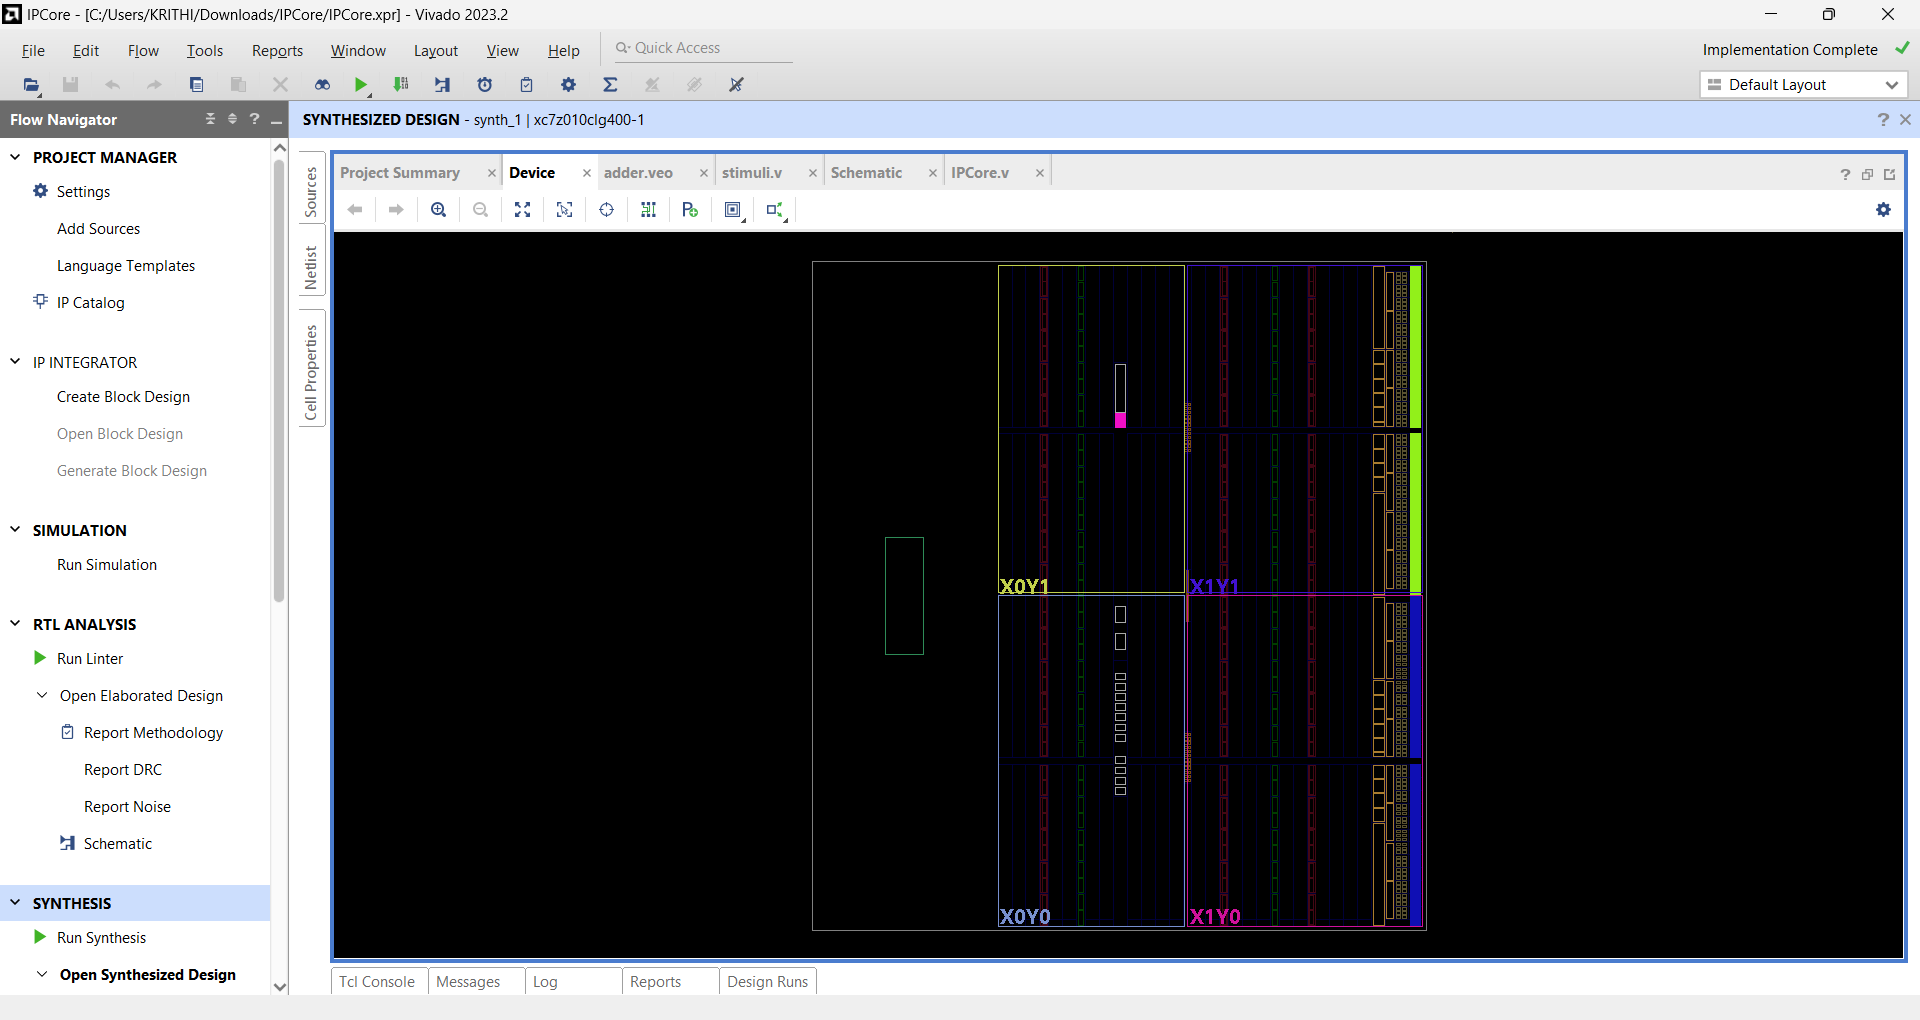 IPCore - [C:/Users/KRITHI/Downloads/IPCore/IPCore.xpr] - Vivado 2023.2
File Edit Flow Tools Reports Window Layout View Help Quick Access
Implementation Complete
Default Layout
Flow Navigator
SYNTHESIZED DESIGN - synth_1 | xc7z010clg400-1
PROJECT MANAGER
Settings
Add Sources
Language Templates
IP Catalog
IP INTEGRATOR
Create Block Design
Open Block Design
Generate Block Design
SIMULATION
Run Simulation
RTL ANALYSIS
Run Linter
Open Elaborated Design
Report Methodology
Report DRC
Report Noise
Schematic
SYNTHESIS
Run Synthesis
Open Synthesized Design
Sources
Netlist
Cell Properties
Project Summary Device adder.veo stimuli.v Schematic IPCore.v
X0Y1 X1Y1
X0Y0 X1Y0
Tcl Console Messages Log Reports Design Runs